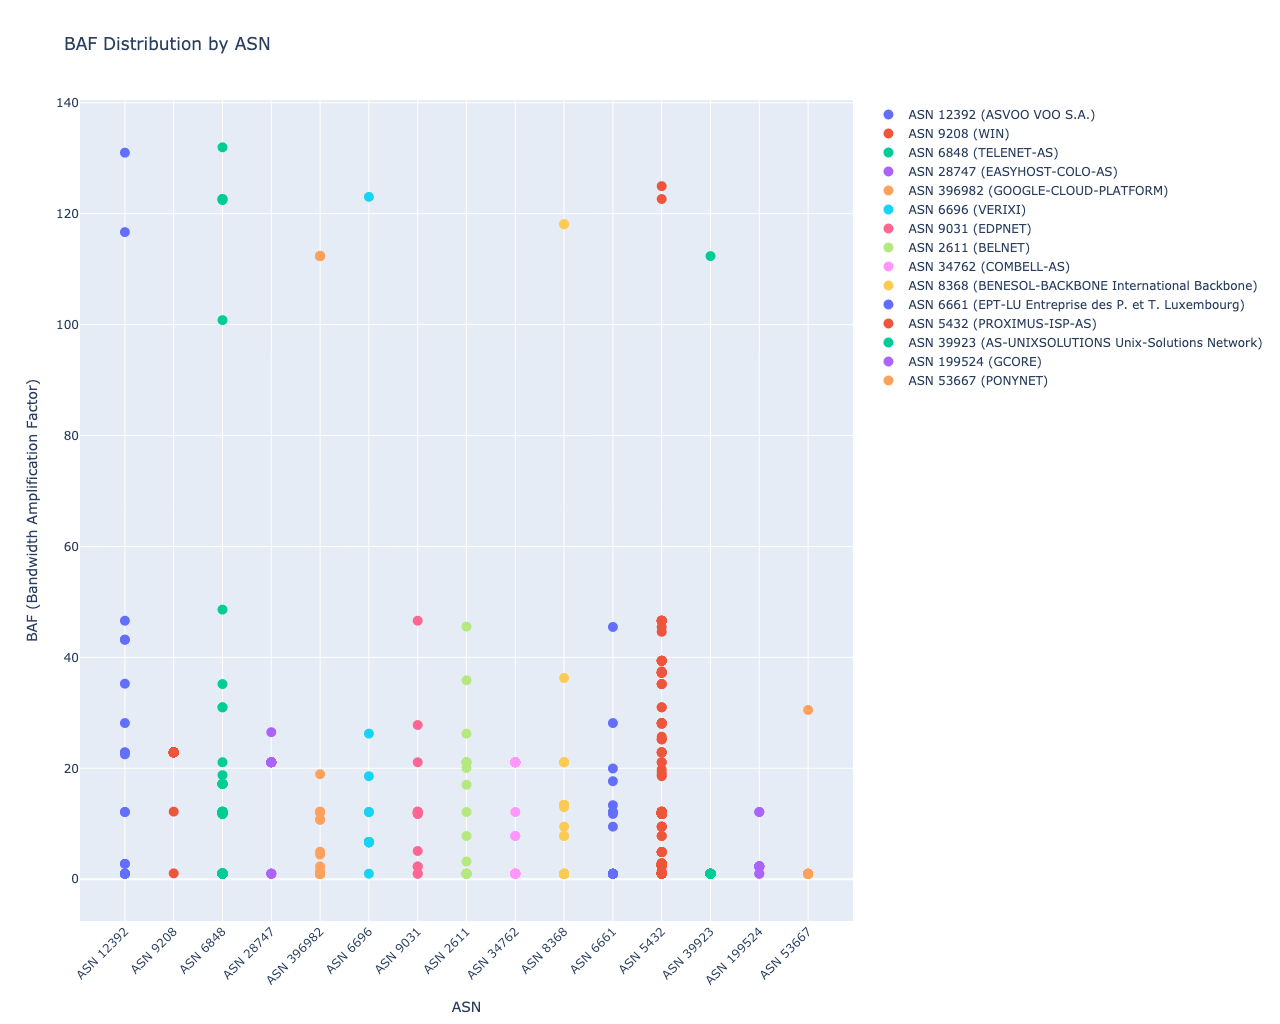 BAF Distribution by ASN
140
120
100
80
60
40
20
0
BAF (Bandwidth Amplification Factor)
ASN 12392
ASN 9208
ASN 6848
ASN 28747
ASN 396982
ASN 6696
ASN 9031
ASN 2611
ASN 34762
ASN 8368
ASN 6661
ASN 5432
ASN 39923
ASN 199524
ASN 53667
ASN
ASN 12392 (ASVOO VOO S.A.)
ASN 9208 (WIN)
ASN 6848 (TELENET-AS)
ASN 28747 (EASYHOST-COLO-AS)
ASN 396982 (GOOGLE-CLOUD-PLATFORM)
ASN 6696 (VERIXI)
ASN 9031 (EDPNET)
ASN 2611 (BELNET)
ASN 34762 (COMBELL-AS)
ASN 8368 (BENESOL-BACKBONE International Backbone)
ASN 6661 (EPT-LU Entreprise des P. et T. Luxembourg)
ASN 5432 (PROXIMUS-ISP-AS)
ASN 39923 (AS-UNIXSOLUTIONS Unix-Solutions Network)
ASN 199524 (GCORE)
ASN 53667 (PONYNET)